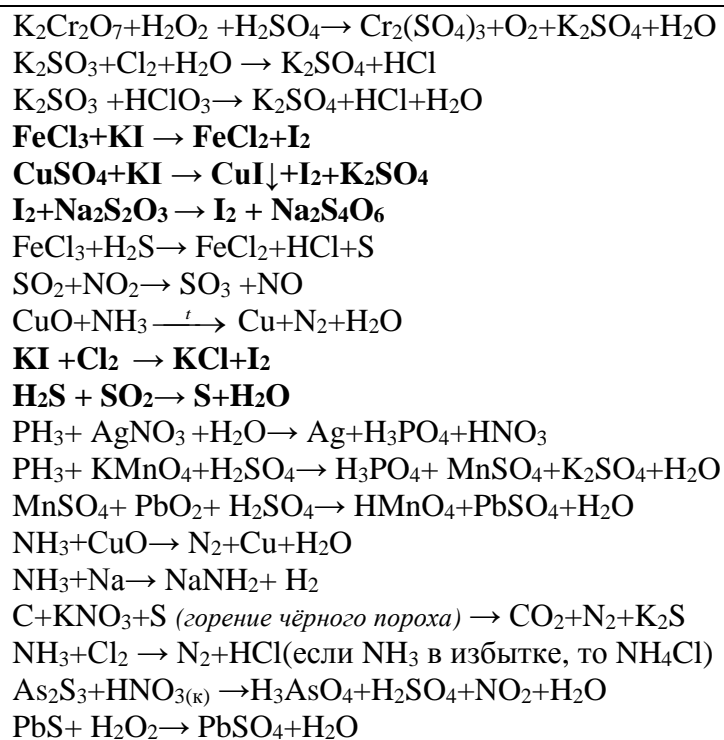 K₂Cr₂O₇+H₂O₂ +H₂SO₄→ Cr₂(SO₄)₃+O₂+K₂SO₄+H₂O
K₂SO₃+Cl₂+H₂O → K₂SO₄+HCl
K₂SO₃ +HClO₃→ K₂SO₄+HCl+H₂O
FeCl₃+KI → FeCl₂+I₂
CuSO₄+KI → CuI↓+I₂+K₂SO₄
I₂+Na₂S₂O₃→ I₂ + Na₂S₄O₆
FeCl₃+H₂S→ FeCl₂+HCl+S
SO₂+NO₂→ SO₃ +NO
CuO+NH₃ —t→ Cu+N₂+H₂O
KI +Cl₂ → KCl+I₂
H₂S + SO₂→ S+H₂O
PH₃+ AgNO₃ +H₂O→ Ag+H₃PO₄+HNO₃
PH₃+ KMnO₄+H₂SO₄→ H₃PO₄+ MnSO₄+K₂SO₄+H₂O
MnSO₄+ PbO₂+ H₂SO₄→ HMnO₄+PbSO₄+H₂O
NH₃+CuO→ N₂+Cu+H₂O
NH₃+Na→ NaNH₂+ H₂
C+KNO₃+S (горение чёрного пороха) → CO₂+N₂+K₂S
NH₃+Cl₂ → N₂+HCl(если NH₃ в избытке, то NH₄Cl)
As₂S₃+HNO₃₍к₎ →H₃AsO₄+H₂SO₄+NO₂+H₂O
PbS+ H₂O₂→ PbSO₄+H₂O